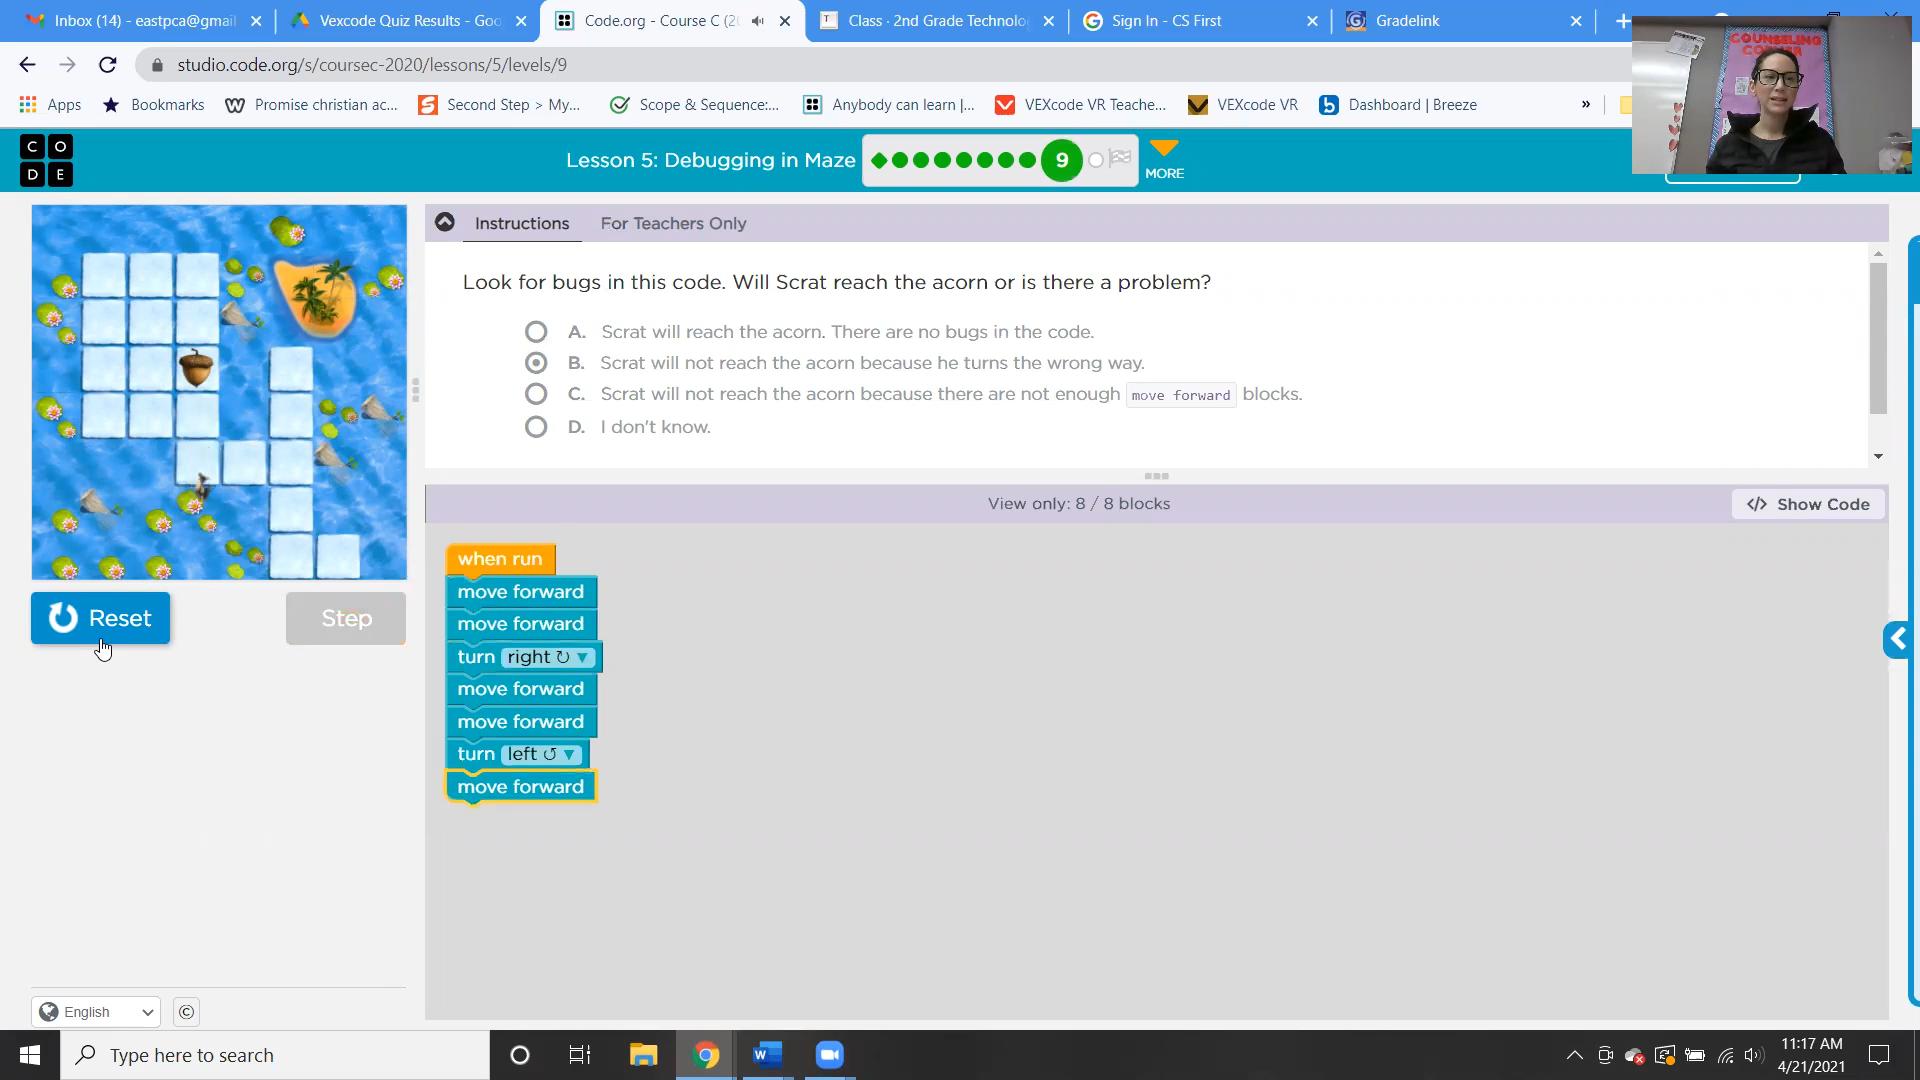 Inbox (14) - eastpca@gmail
Vexcode Quiz Results - Goo
Code.org - Course C (2
Class · 2nd Grade Technolo
Sign In - CS First
Gradelink
studio.code.org/s/coursec-2020/lessons/5/levels/9
Apps
Bookmarks
Promise christian ac...
Second Step > My...
Scope & Sequence:...
Anybody can learn |...
VEXcode VR Teache...
VEXcode VR
Dashboard | Breeze
»
COUNSELING
CORNER
C O
D E
Lesson 5: Debugging in Maze
9
MORE
Instructions
For Teachers Only
Look for bugs in this code. Will Scrat reach the acorn or is there a problem?
A. Scrat will reach the acorn. There are no bugs in the code.
B. Scrat will not reach the acorn because he turns the wrong way.
C. Scrat will not reach the acorn because there are not enough move forward blocks.
D. I don't know.
View only: 8 / 8 blocks
</> Show Code
Reset
Step
when run
move forward
move forward
turn right ↻ ▼
move forward
move forward
turn left ↺ ▼
move forward
English
©
Type here to search
11:17 AM
4/21/2021